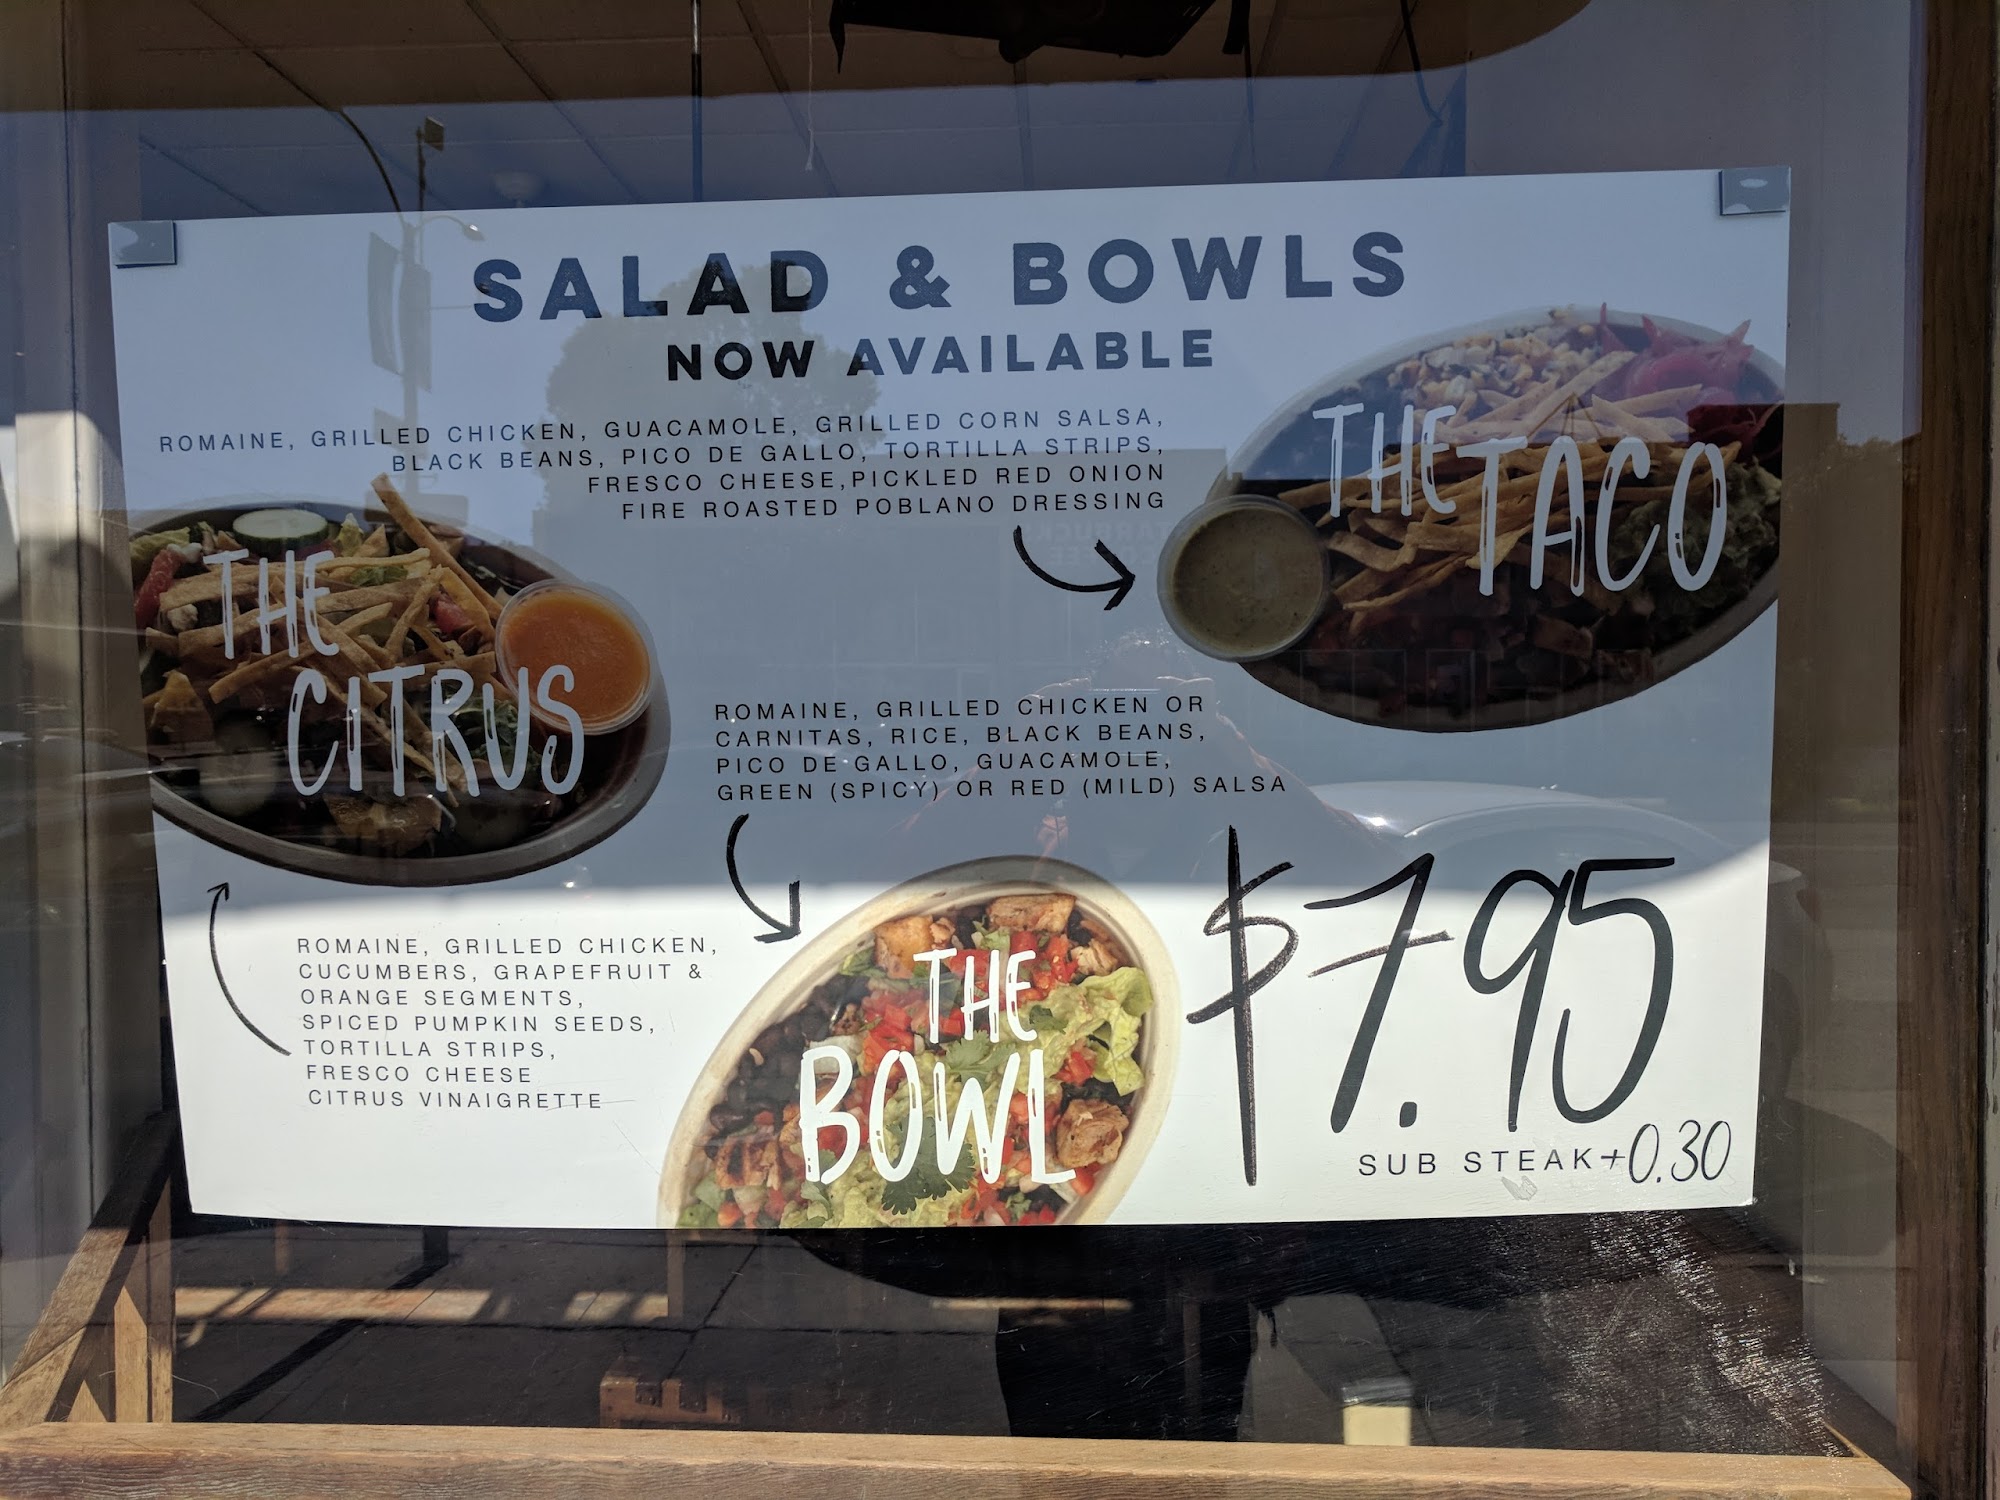 SALAD & BOWLS
NOW AVAILABLE
ROMAINE, GRILLED CHICKEN, GUACAMOLE, GRILLED CORN SALSA,
BLACK BEANS, PICO DE GALLO, TORTILLA STRIPS,
FRESCO CHEESE,PICKLED RED ONION
FIRE ROASTED POBLANO DRESSING
THE
TACO
THE
CITRUS
ROMAINE, GRILLED CHICKEN OR
CARNITAS, RICE, BLACK BEANS,
PICO DE GALLO, GUACAMOLE,
GREEN (SPICY) OR RED (MILD) SALSA
ROMAINE, GRILLED CHICKEN,
CUCUMBERS, GRAPEFRUIT &
ORANGE SEGMENTS,
SPICED PUMPKIN SEEDS,
TORTILLA STRIPS,
FRESCO CHEESE
CITRUS VINAIGRETTE
THE
BOWL
$7.95
SUB STEAK+0.30